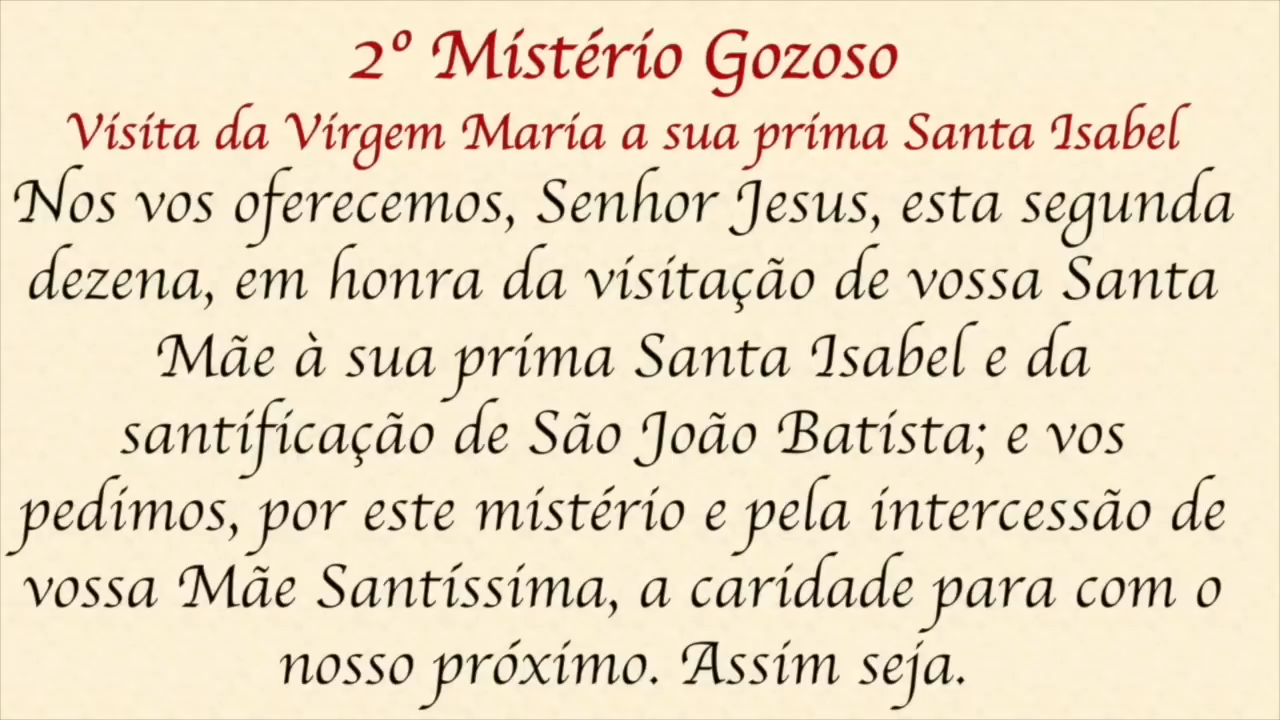 2º Mistério Gozoso
Visita da Virgem Maria a sua prima Santa Isabel
Nos vos oferecemos, Senhor Jesus, esta segunda
dezena, em honra da visitação de vossa Santa
Mãe à sua prima Santa Isabel e da
santificação de São João Batista; e vos
pedimos, por este mistério e pela intercessão de
vossa Mãe Santíssima, a caridade para com o
nosso próximo. Assim seja.